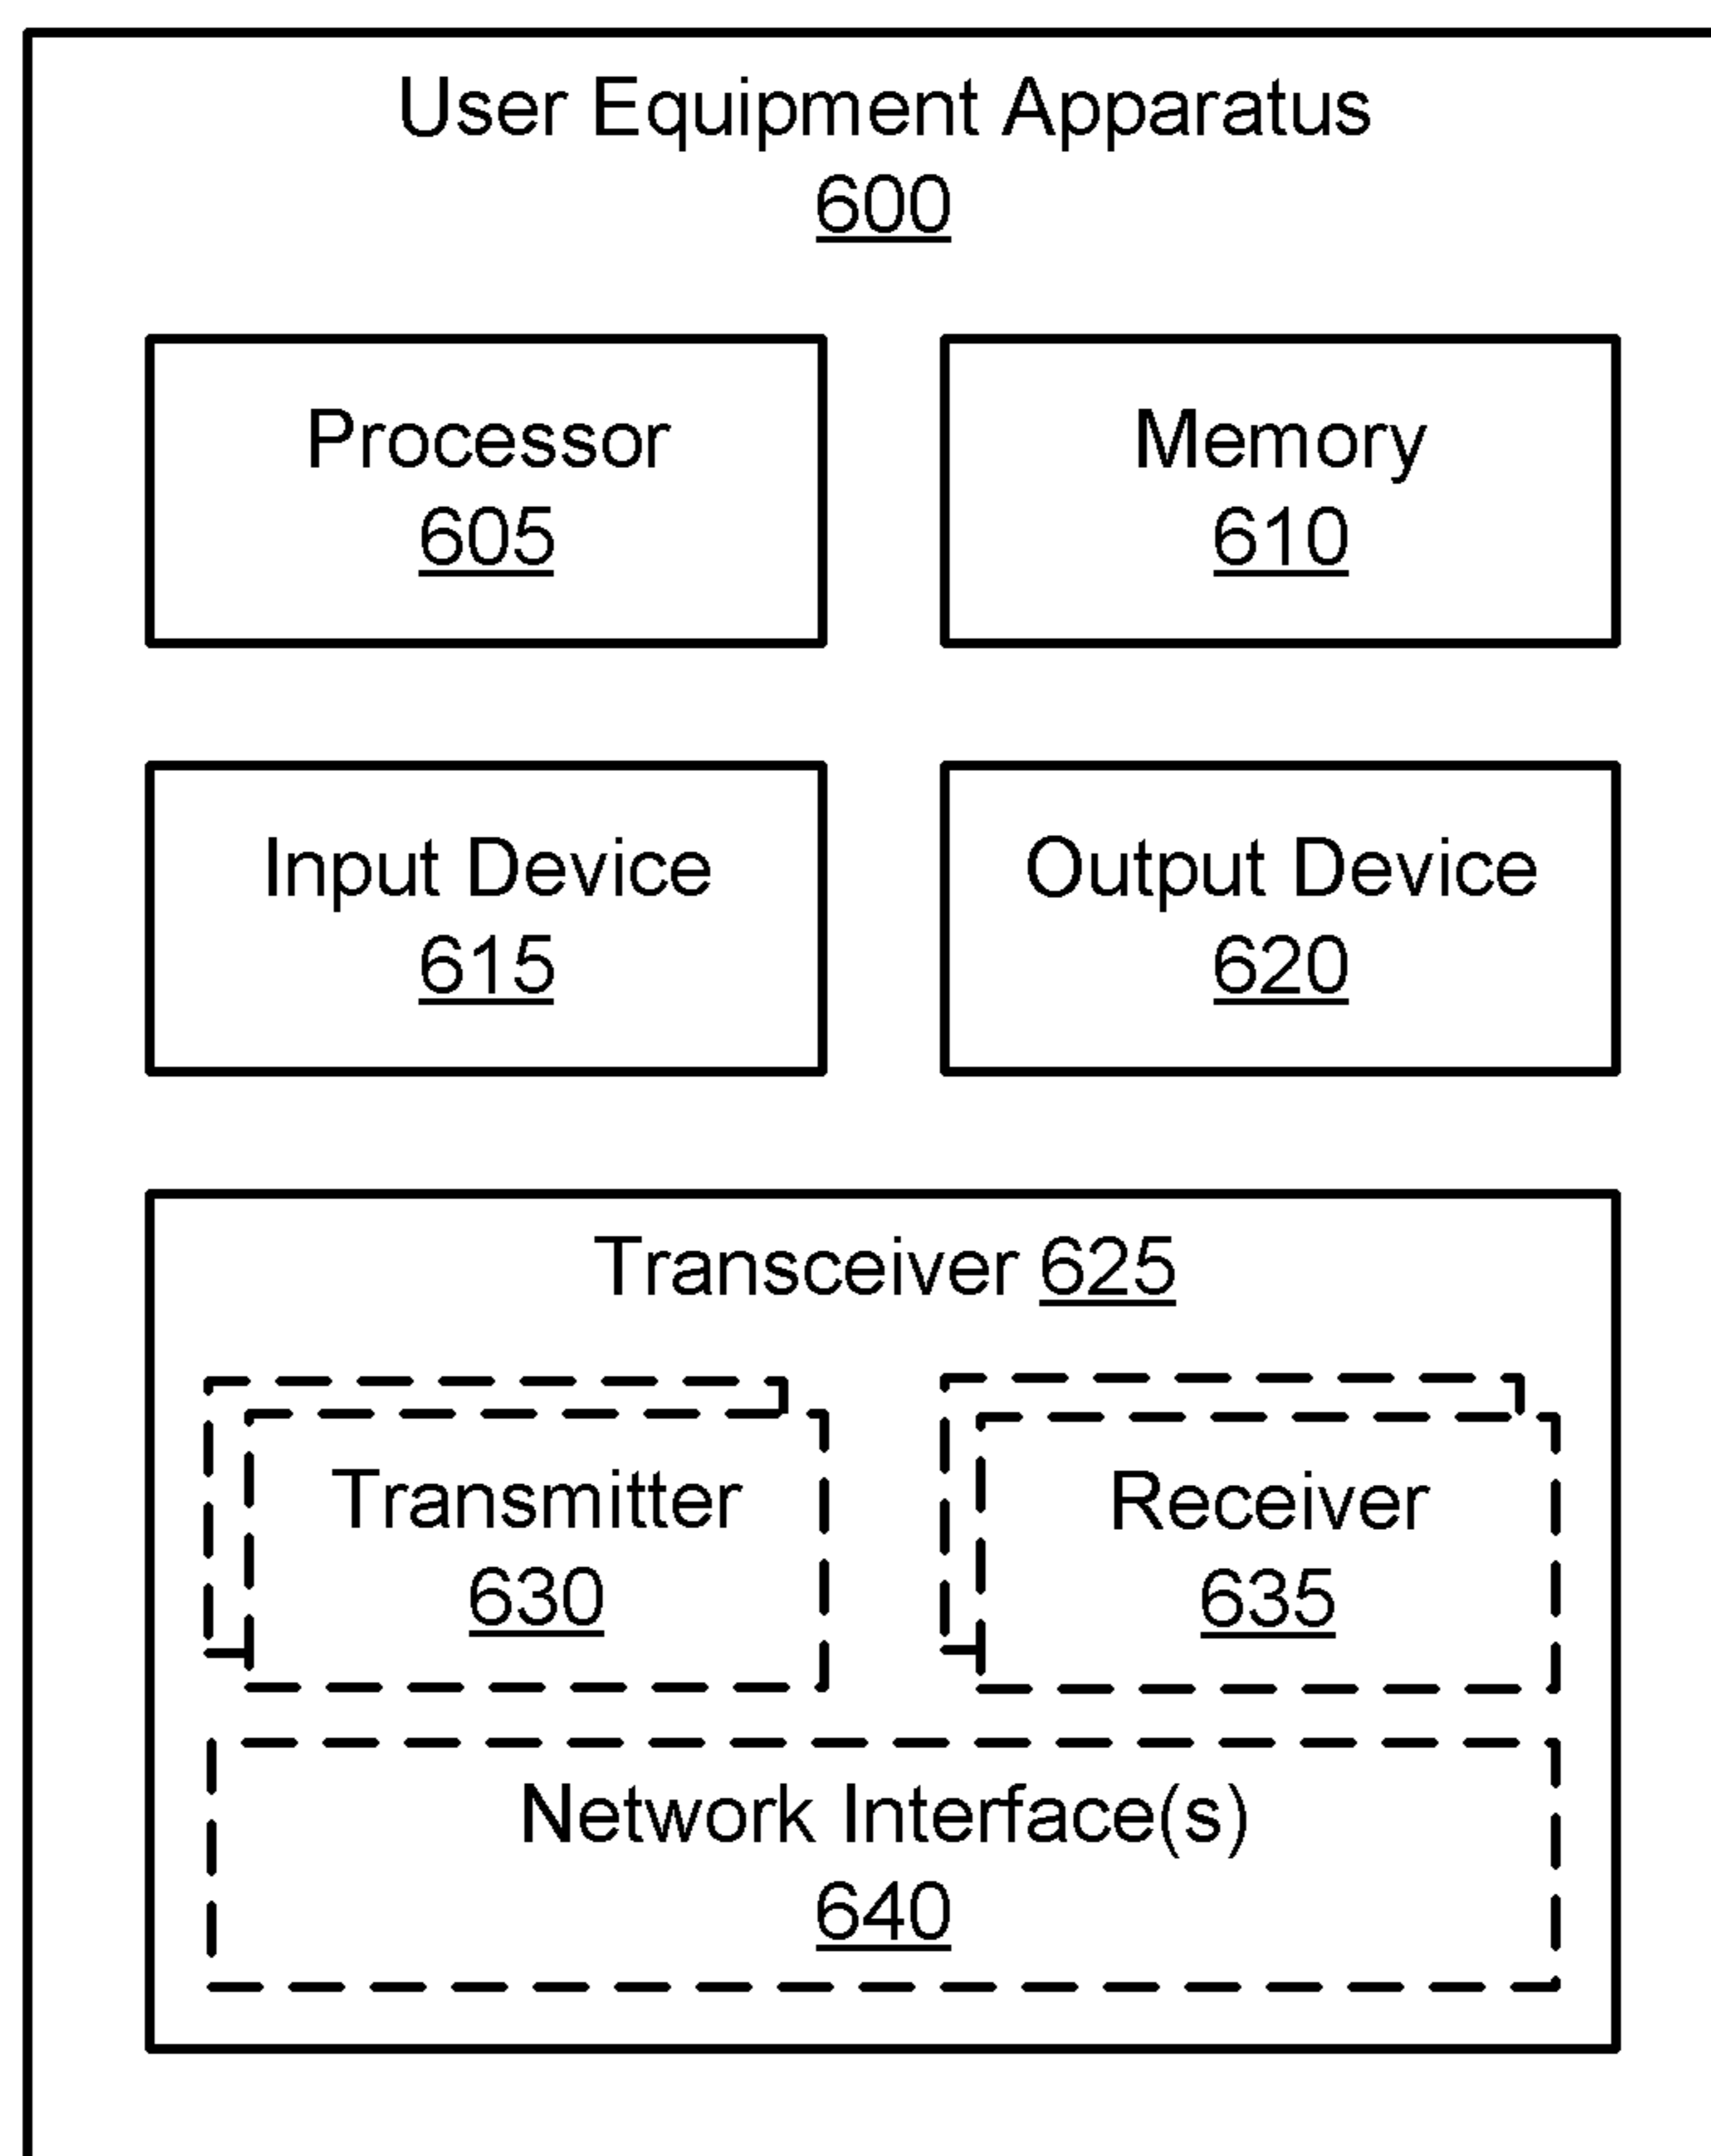 User Equipment Apparatus
600
Processor
605
Memory
610
Input Device
615
Output Device
620
Transceiver 625
Transmitter
630
Receiver
635
Network Interface(s)
640